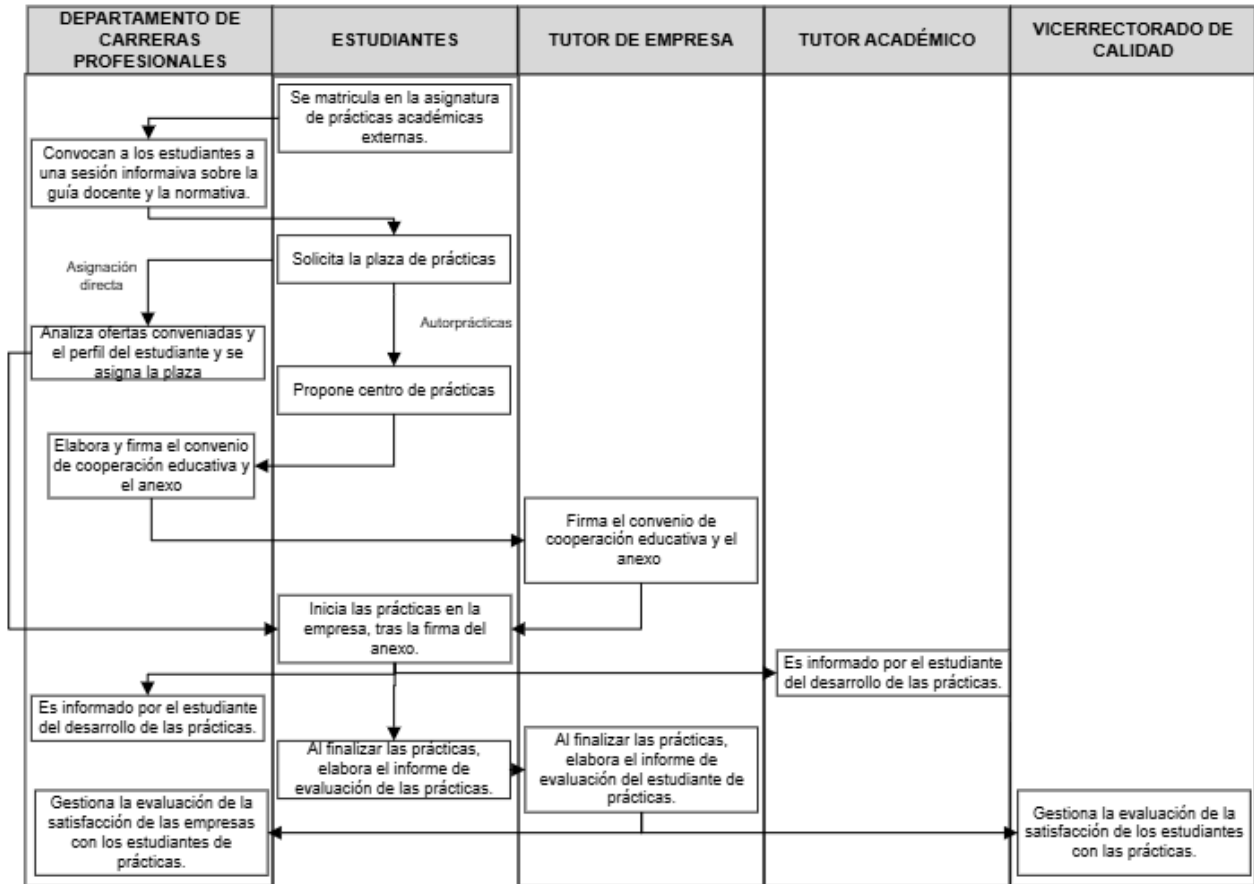 DEPARTAMENTO DE
CARRERAS
PROFESIONALES
ESTUDIANTES
TUTOR DE EMPRESA
TUTOR ACADÉMICO
VICERRECTORADO DE
CALIDAD
Se matricula en la asignatura
de prácticas académicas
externas.
Convocan a los estudiantes a
una sesión informaiva sobre la
guía docente y la normativa.
Solicita la plaza de prácticas
Asignación
directa
Autorprácticas
Analiza ofertas conveniadas y
el perfil del estudiante y se
asigna la plaza
Propone centro de prácticas
Elabora y firma el convenio
de cooperación educativa y
el anexo
Firma el convenio de
cooperación educativa y el
anexo
Inicia las prácticas en la
empresa, tras la firma del
anexo.
Es informado por el estudiante
del desarrollo de las prácticas.
Es informado por el estudiante
del desarrollo de las prácticas.
Al finalizar las prácticas,
elabora el informe de
evaluación de las prácticas.
Al finalizar las prácticas,
elabora el informe de
evaluación del estudiante de
prácticas.
Gestiona la evaluación de la
satisfacción de las empresas
con los estudiantes de
prácticas.
Gestiona la evaluación de la
satisfacción de los estudiantes
con las prácticas.